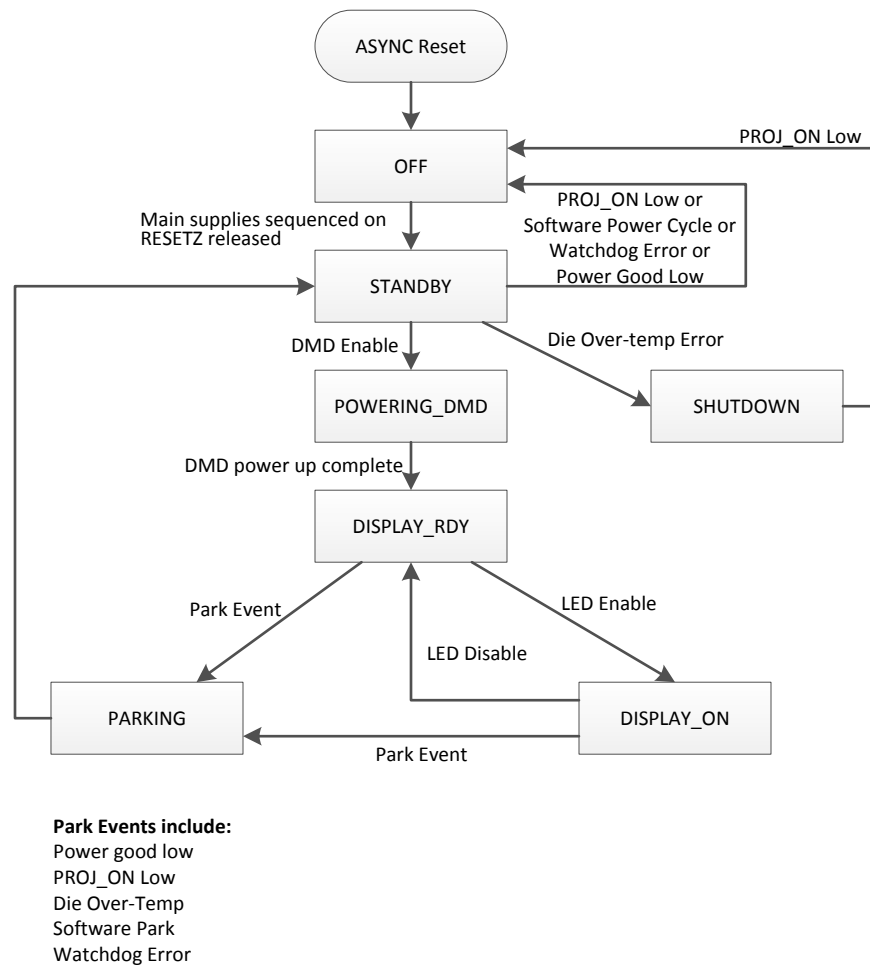 ASYNC Reset
PROJ_ON Low
OFF
Main supplies sequenced on
RESETZ released
PROJ_ON Low or
Software Power Cycle or
Watchdog Error or
Power Good Low
STANDBY
DMD Enable
Die Over-temp Error
POWERING_DMD
SHUTDOWN
DMD power up complete
DISPLAY_RDY
Park Event
LED Enable
LED Disable
PARKING
DISPLAY_ON
Park Event
Park Events include:
Power good low
PROJ_ON Low
Die Over-Temp
Software Park
Watchdog Error